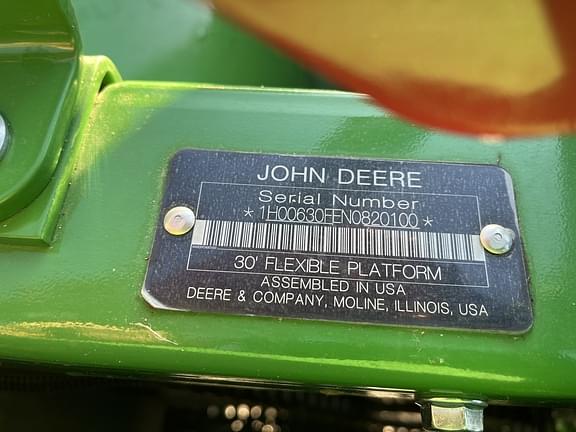 JOHN DEERE
Serial Number
* 1H00630FEN0820100 *
30' FLEXIBLE PLATFORM
ASSEMBLED IN USA
DEERE & COMPANY, MOLINE, ILLINOIS, USA